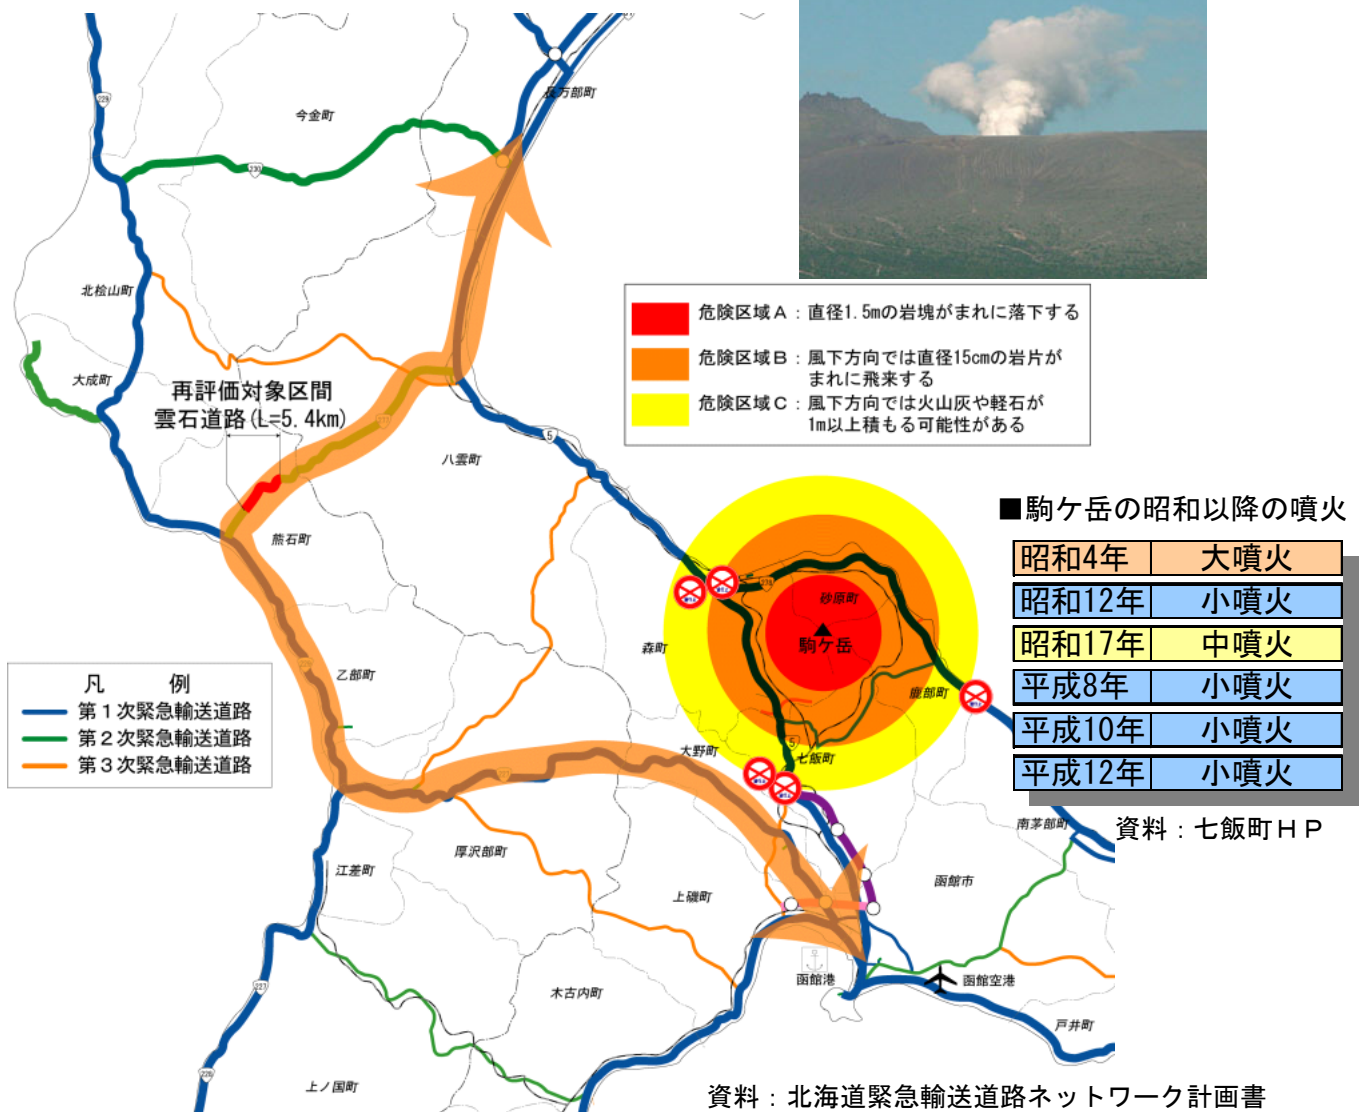 長万部町
229
今金町
230
北桧山町
危険区域A：直径1.5mの岩塊がまれに落下する
危険区域B：風下方向では直径15cmの岩片が
まれに飛来する
危険区域C：風下方向では火山灰や軽石が
1m以上積もる可能性がある
大成町
再評価対象区間
雲石道路(L=5.4km)
5
八雲町
熊石町
■駒ケ岳の昭和以降の噴火
昭和4年 大噴火
昭和12年 小噴火
昭和17年 中噴火
平成8年 小噴火
平成10年 小噴火
平成12年 小噴火
資料：七飯町HP
278
砂原町
駒ケ岳
森町
鹿部町
乙部町
凡 例
第1次緊急輸送道路
第2次緊急輸送道路
第3次緊急輸送道路
大野町
5
七飯町
227
南茅部町
厚沢部町
江差町
上磯町
函館市
函館港
函館空港
227
木古内町
戸井町
228
上ノ国町
資料：北海道緊急輸送道路ネットワーク計画書